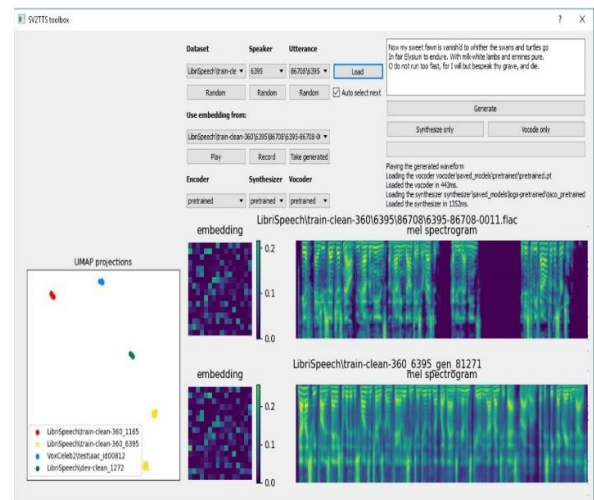 SV2TTS toolbox
? X
Dataset Speaker Utterance
LibriSpeech\train-cle 6395 86708\6395 Load
Random Random Random Auto select next
Use embedding from:
LibriSpeech\train-clean-360\6395\86708\6395-86708-0
Play Record Take generated
Encoder Synthesizer Vocoder
pretrained pretrained pretrained
Now my sweet fawn is vanish'd to whither the swans and turtles go
In fair Elysium to endure. With milk-white lambs and ermines pure.
O do not run too fast, for I will but bespeak thy grave, and die.
Generate
Synthesize only Vocode only
Playing the generated waveform
Loading the vocoder vocoder\saved_models\pretrained\pretrained.pt
Loaded the vocoder in 443ms.
Loading the synthesizer synthesizer\saved_models\logs-pretrained\taco_pretrained
Loaded the synthesizer in 1352ms.
LibriSpeech\train-clean-360\6395\86708\6395-86708-0011.flac
embedding mel spectrogram
0.2
0.1
0.0
UMAP projections
LibriSpeech\train-clean-360_1165
LibriSpeech\train-clean-360_6395
VoxCeleb2\test\aac_id00812
LibriSpeech\dev-clean_1272
LibriSpeech\train-clean-360_6395_gen_81271
embedding mel spectrogram
0.2
0.1
0.0